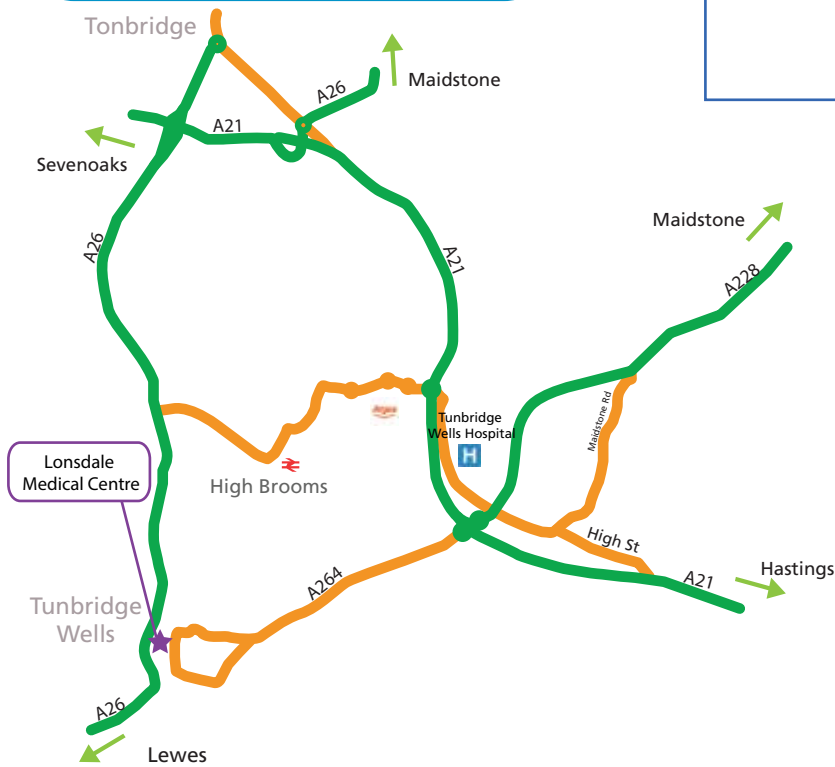 Tonbridge
A26
Maidstone
A21
Sevenoaks
Maidstone
A26
A21
A228
Argos
Tunbridge
Wells Hospital
H
Maidstone Rd
Lonsdale
Medical Centre
High Brooms
High St
Hastings
A21
A264
Tunbridge
Wells
A26
Lewes